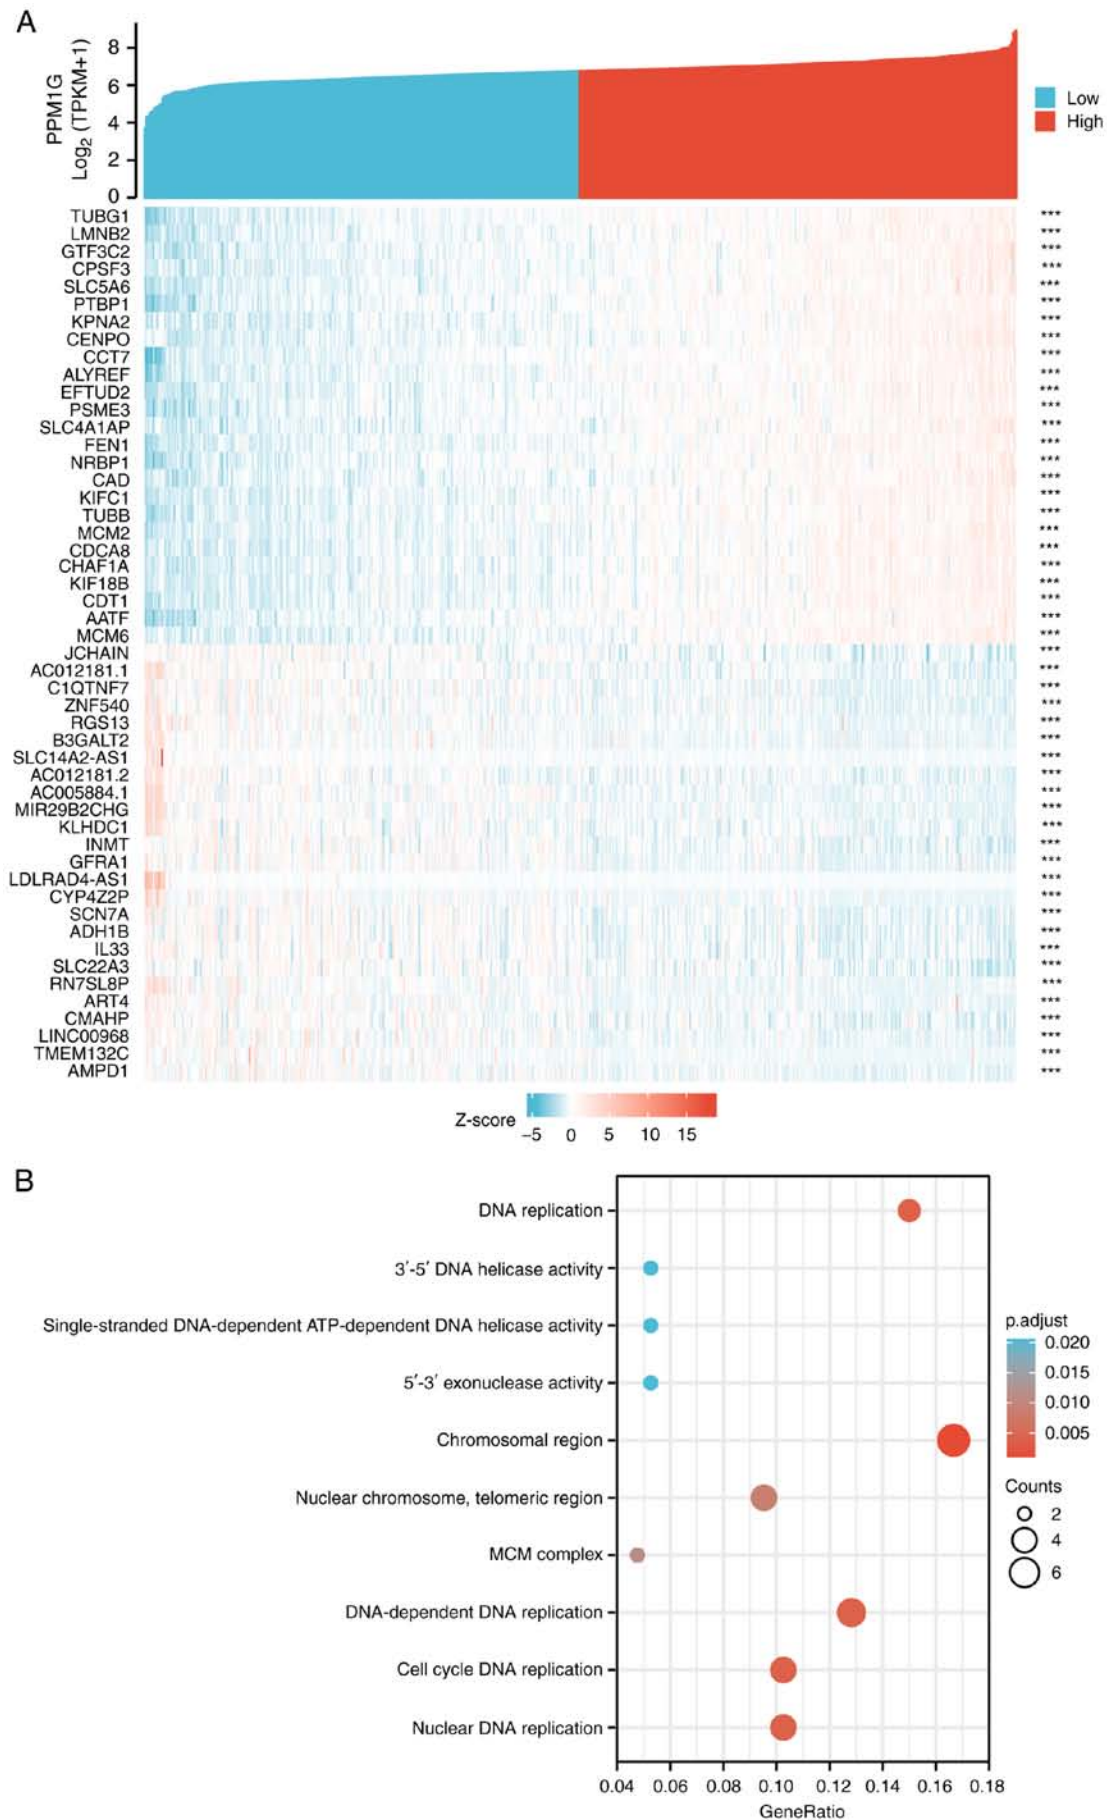 A
PPM1G
Log2 (TPKM+1)
8
6
4
2
0
Low
High
TUBG1 ***
LMNB2 ***
GTF3C2 ***
CPSF3 ***
SLC5A6 ***
PTBP1 ***
KPNA2 ***
CENPO ***
CCT7 ***
ALYREF ***
EFTUD2 ***
PSME3 ***
SLC4A1AP ***
FEN1 ***
NRBP1 ***
CAD ***
KIFC1 ***
TUBB ***
MCM2 ***
CDCA8 ***
CHAF1A ***
KIF18B ***
CDT1 ***
AATF ***
MCM6 ***
JCHAIN ***
AC012181.1 ***
C1QTNF7 ***
ZNF540 ***
RGS13 ***
B3GALT2 ***
SLC14A2-AS1 ***
AC012181.2 ***
AC005884.1 ***
MIR29B2CHG ***
KLHDC1 ***
INMT ***
GFRA1 ***
LDLRAD4-AS1 ***
CYP4Z2P ***
SCN7A ***
ADH1B ***
IL33 ***
SLC22A3 ***
RN7SL8P ***
ART4 ***
CMAHP ***
LINC00968 ***
TMEM132C ***
AMPD1 ***
Z-score
−5 0 5 10 15
B
DNA replication
3′-5′ DNA helicase activity
Single-stranded DNA-dependent ATP-dependent DNA helicase activity
5′-3′ exonuclease activity
Chromosomal region
Nuclear chromosome, telomeric region
MCM complex
DNA-dependent DNA replication
Cell cycle DNA replication
Nuclear DNA replication
p.adjust
0.020
0.015
0.010
0.005
Counts
2
4
6
0.04 0.06 0.08 0.10 0.12 0.14 0.16 0.18
GeneRatio